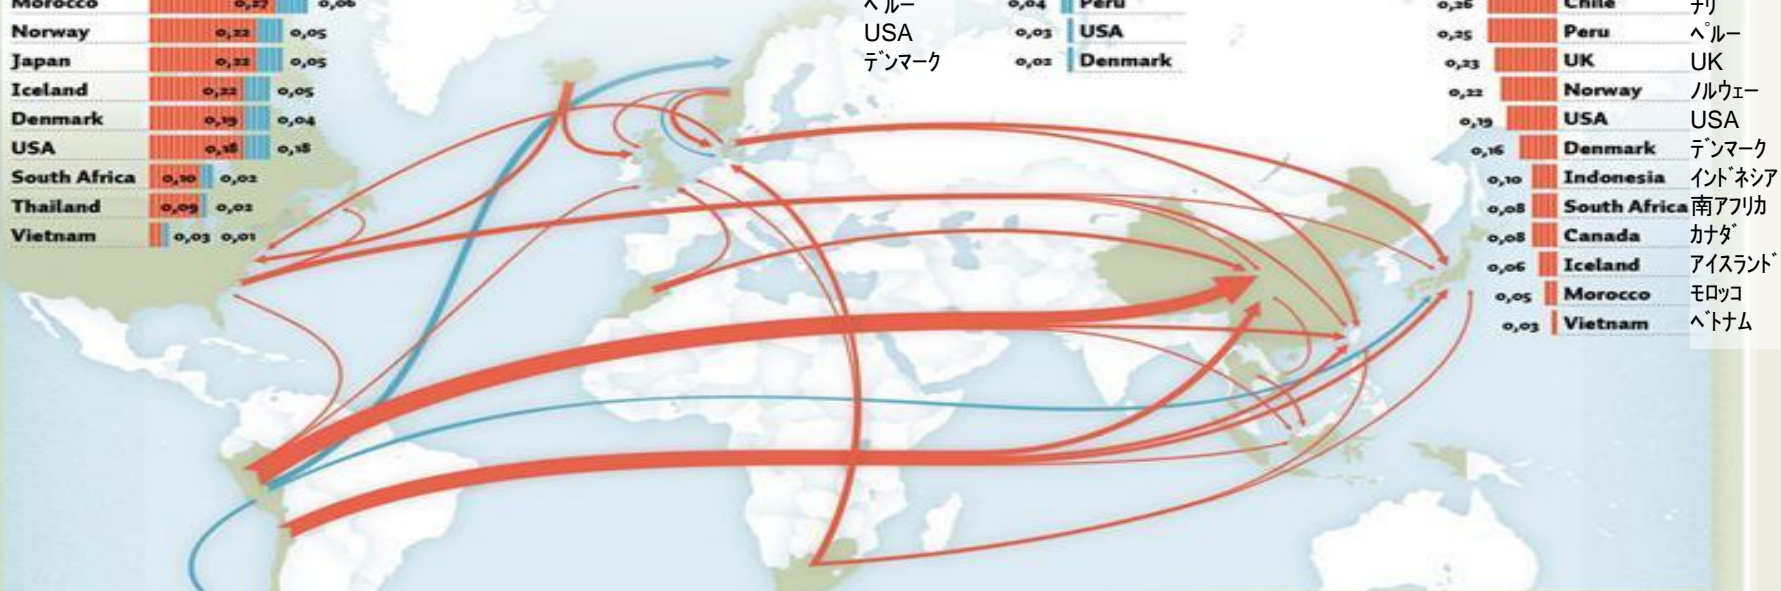 Morocco 0,27 0,06
Norway 0,22 0,05
Japan 0,22 0,05
Iceland 0,22 0,05
Denmark 0,19 0,04
USA 0,18 0,18
South Africa 0,10 0,02
Thailand 0,09 0,02
Vietnam 0,03 0,01
ペルー 0,04 Peru
USA 0,03 USA
デンマーク 0,02 Denmark
0,26 Chile チリ
0,25 Peru ペルー
0,23 UK UK
0,22 Norway ノルウェー
0,19 USA USA
0,16 Denmark デンマーク
0,10 Indonesia インドネシア
0,08 South Africa 南アフリカ
0,08 Canada カナダ
0,06 Iceland アイスランド
0,05 Morocco モロッコ
0,03 Vietnam ベトナム